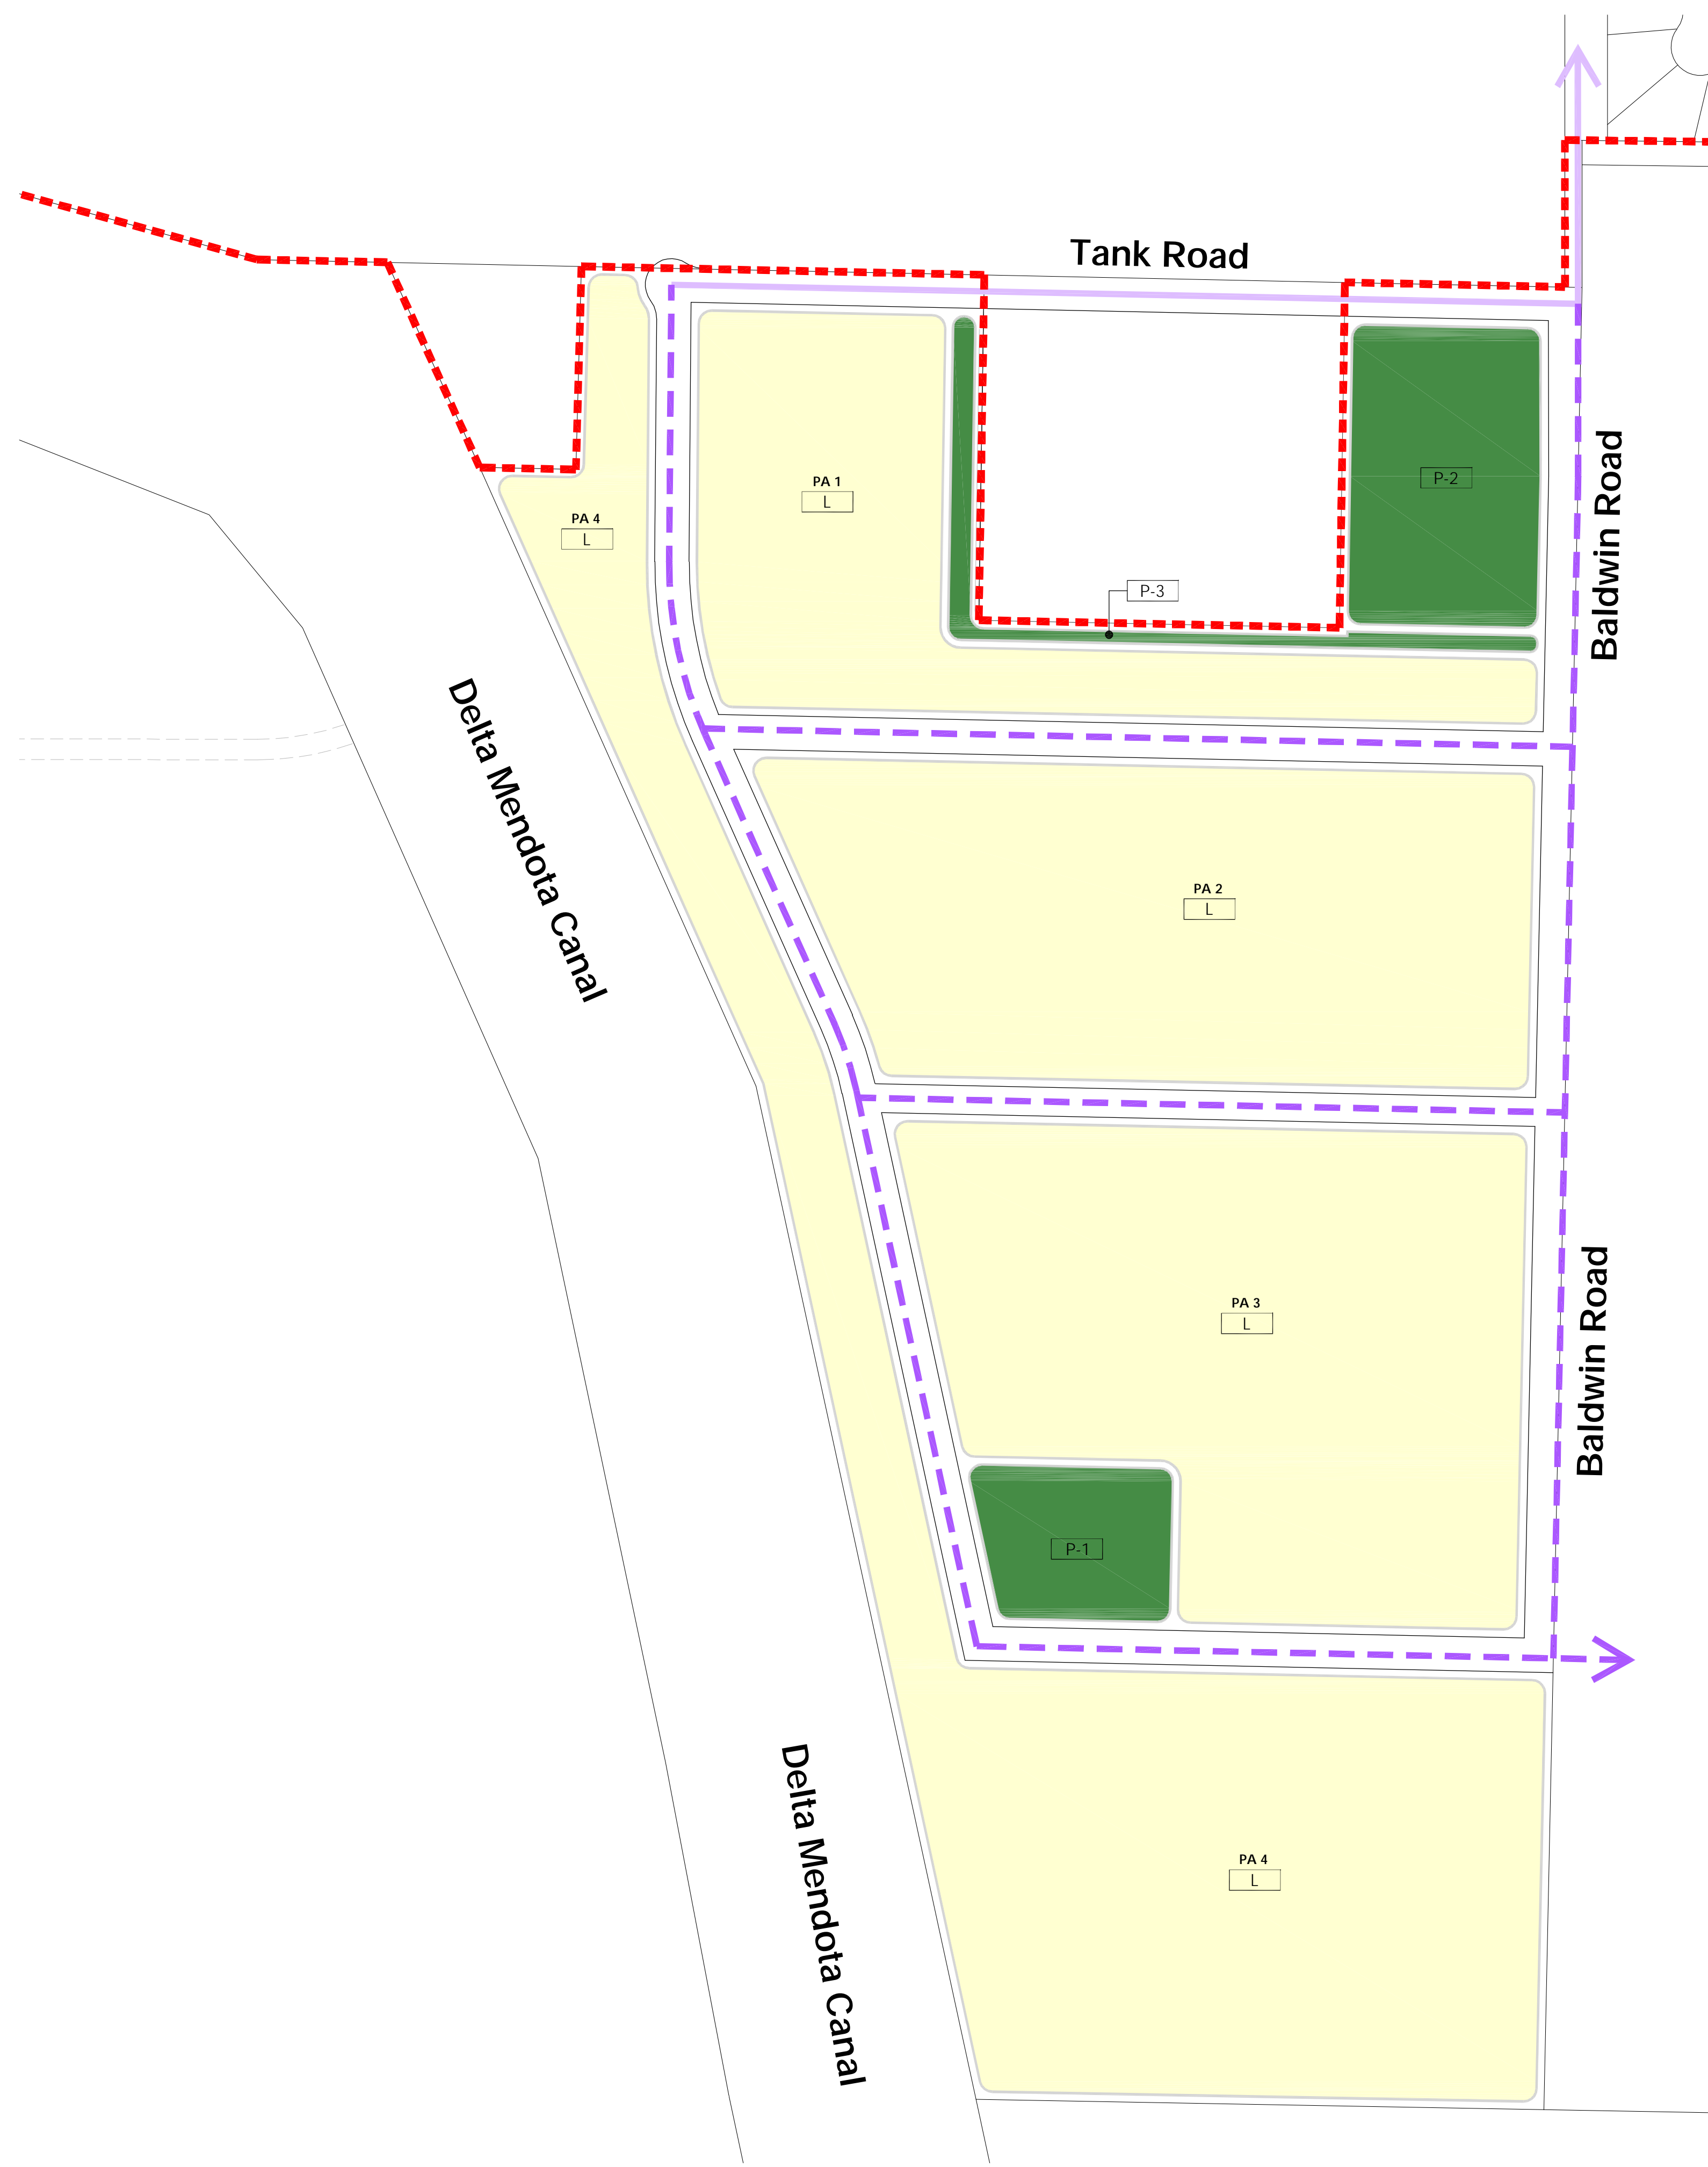 Tank Road
Baldwin Road
P-2
PA 1
L
PA 4
L
P-3
Delta Mendota Canal
PA 2
L
Baldwin Road
PA 3
L
P-1
Delta Mendota Canal
PA 4
L